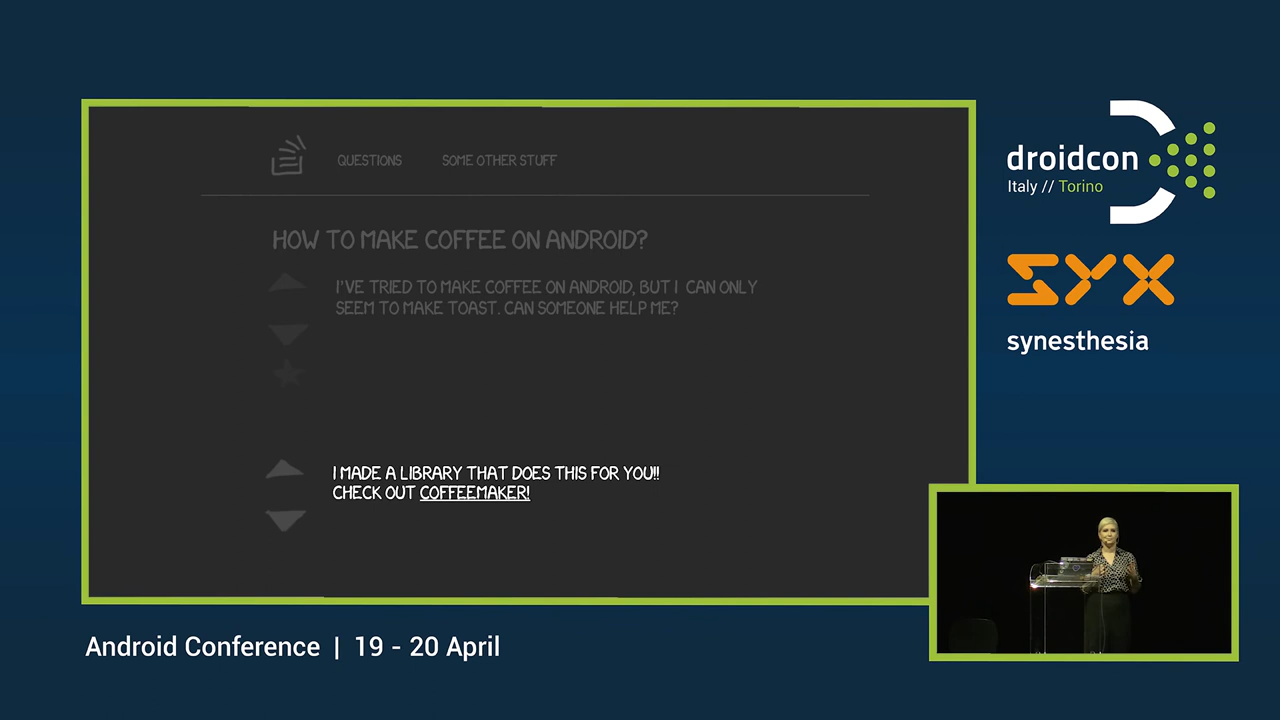 QUESTIONS
SOME OTHER STUFF
HOW TO MAKE COFFEE ON ANDROID?
I'VE TRIED TO MAKE COFFEE ON ANDROID, BUT I CAN ONLY
SEEM TO MAKE TOAST. CAN SOMEONE HELP ME?
I MADE A LIBRARY THAT DOES THIS FOR YOU!!
CHECK OUT COFFEEMAKER!
droidcon
Italy // Torino
SYX
synesthesia
Android Conference | 19 - 20 April